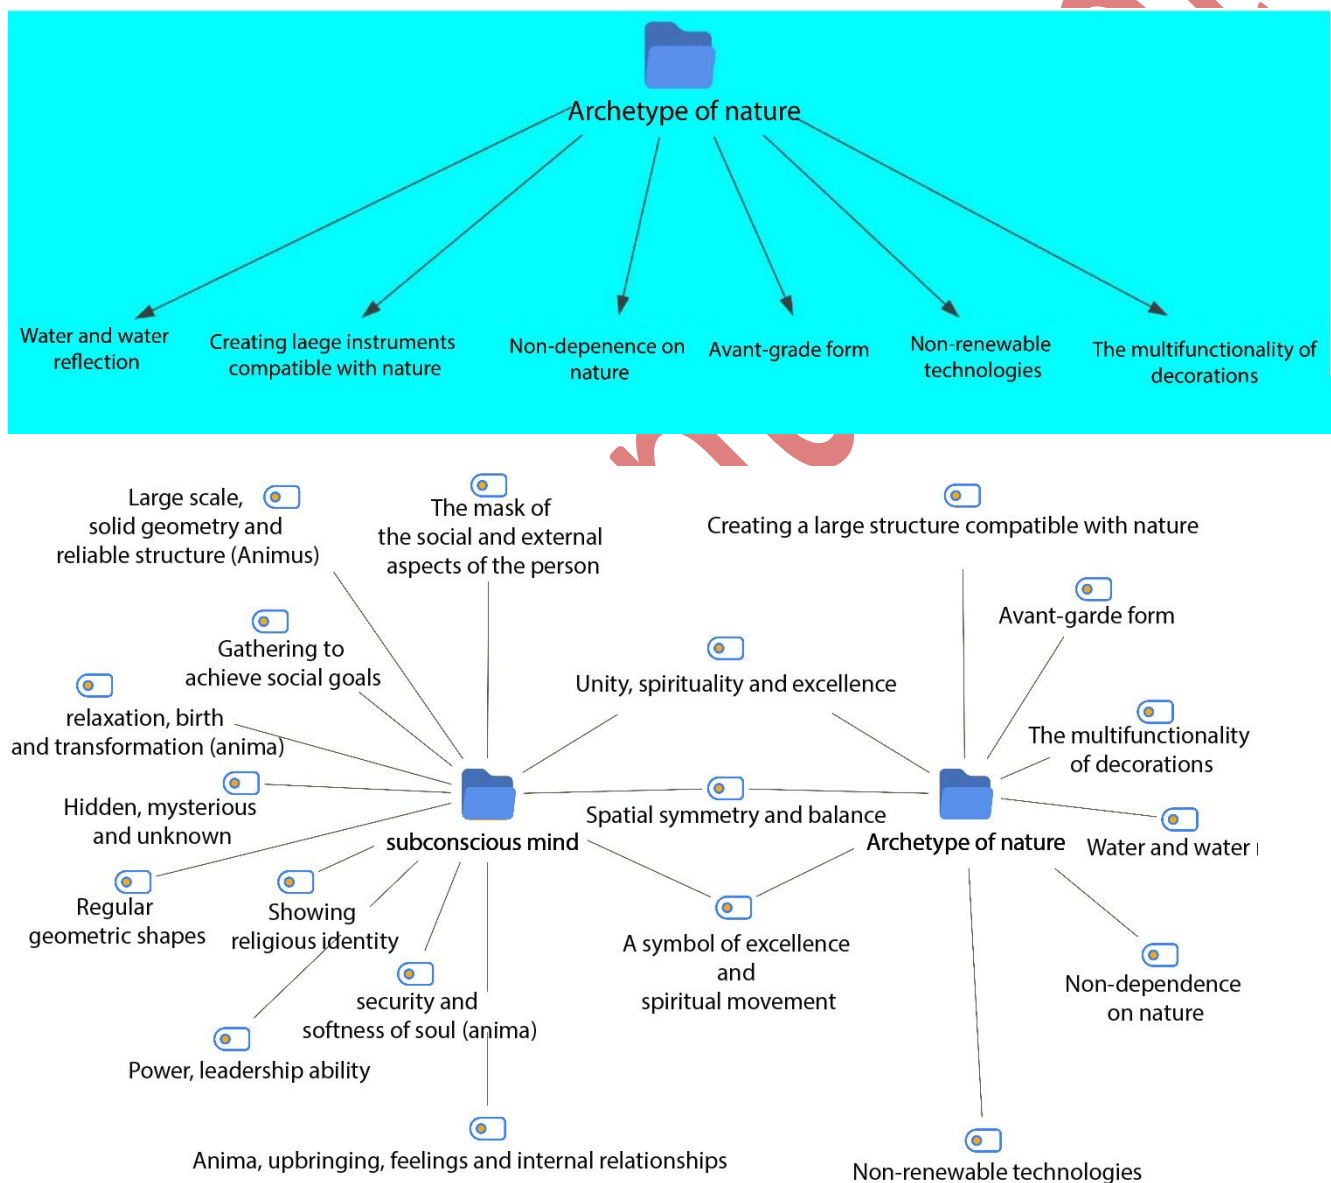 Archetype of nature
Water and water
reflection
Creating laege instruments
compatible with nature
Non-depenence on
nature
Avant-grade form
Non-renewable
technologies
The multifunctionality of
decorations
Large scale,
solid geometry and
reliable structure (Animus)
The mask of
the social and external
aspects of the person
Creating a large structure compatible with nature
Avant-garde form
Gathering to
achieve social goals
Unity, spirituality and excellence
relaxation, birth
and transformation (anima)
The multifunctionality
of decorations
Hidden, mysterious
and unknown
Spatial symmetry and balance
subconscious mind
Archetype of nature
Water and water
Regular
geometric shapes
Showing
religious identity
A symbol of excellence
and
spiritual movement
security and
softness of soul (anima)
Non-dependence
on nature
Power, leadership ability
Anima, upbringing, feelings and internal relationships
Non-renewable technologies